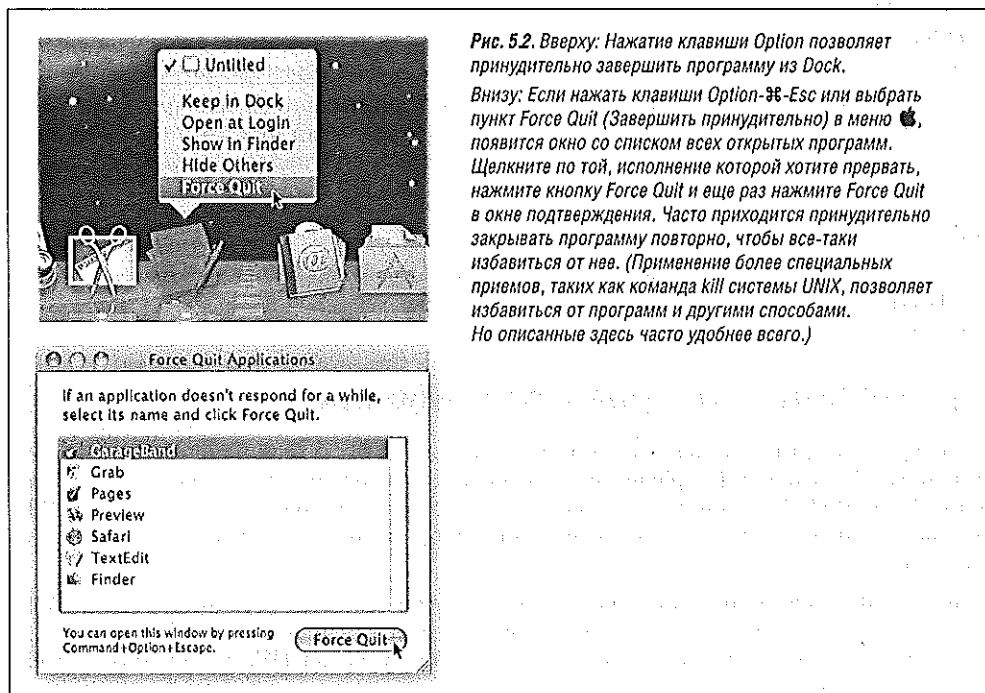 ✓ Untitled
Keep in Dock
Open at Login
Show in Finder
Hide Others
Force Quit
Рис. 5.2. Вверху: Нажатие клавиши Option позволяет
принудительно завершить программу из Dock.
Внизу: Если нажать клавиши Option-⌘-Esc или выбрать
пункт Force Quit (Завершить принудительно) в меню ,
появится окно со списком всех открытых программ.
Щелкните по той, исполнение которой хотите прервать,
нажмите кнопку Force Quit и еще раз нажмите Force Quit
в окне подтверждения. Часто приходится принудительно
закрывать программу повторно, чтобы все-таки
избавиться от нее. (Применение более специальных
приемов, таких как команда kill системы UNIX, позволяет
избавиться от программ и другими способами.
Но описанные здесь часто удобнее всего.)
Force Quit Applications
If an application doesn't respond for a while,
select its name and click Force Quit.
GarageBand
Grab
Pages
Preview
Safari
TextEdit
Finder
You can open this window by pressing
Command+Option+Escape.
Force Quit